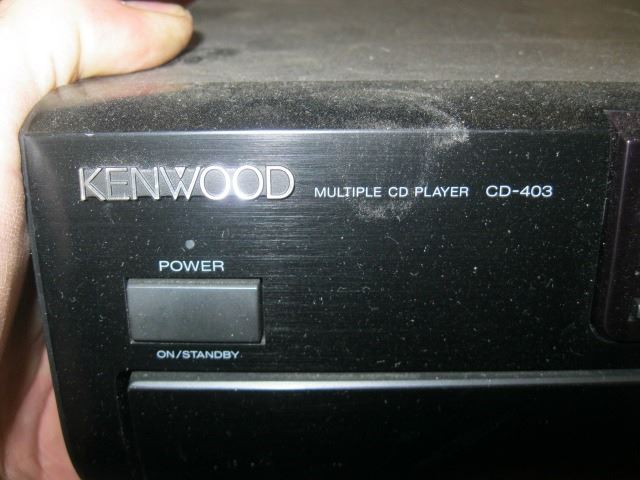 KENWOOD MULTIPLE CD PLAYER CD-403
POWER
ON/STANDBY